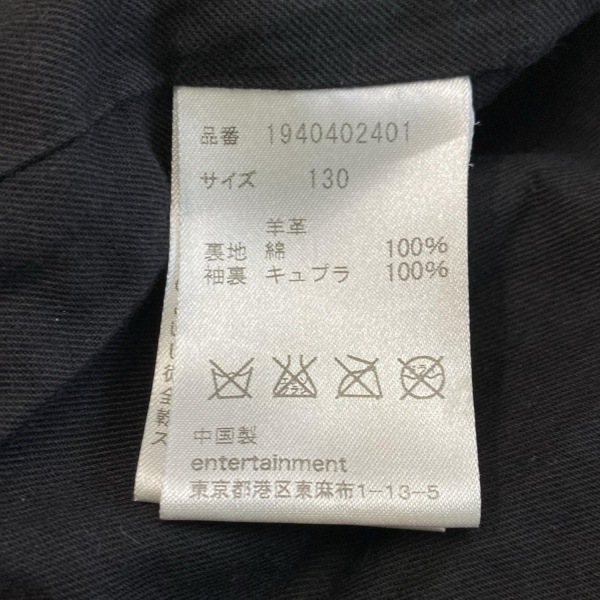 品番 1940402401
サイズ 130
羊革
裏地 綿 100%
袖裏 キュプラ 100%
中国製
entertainment
東京都港区東麻布1-13-5